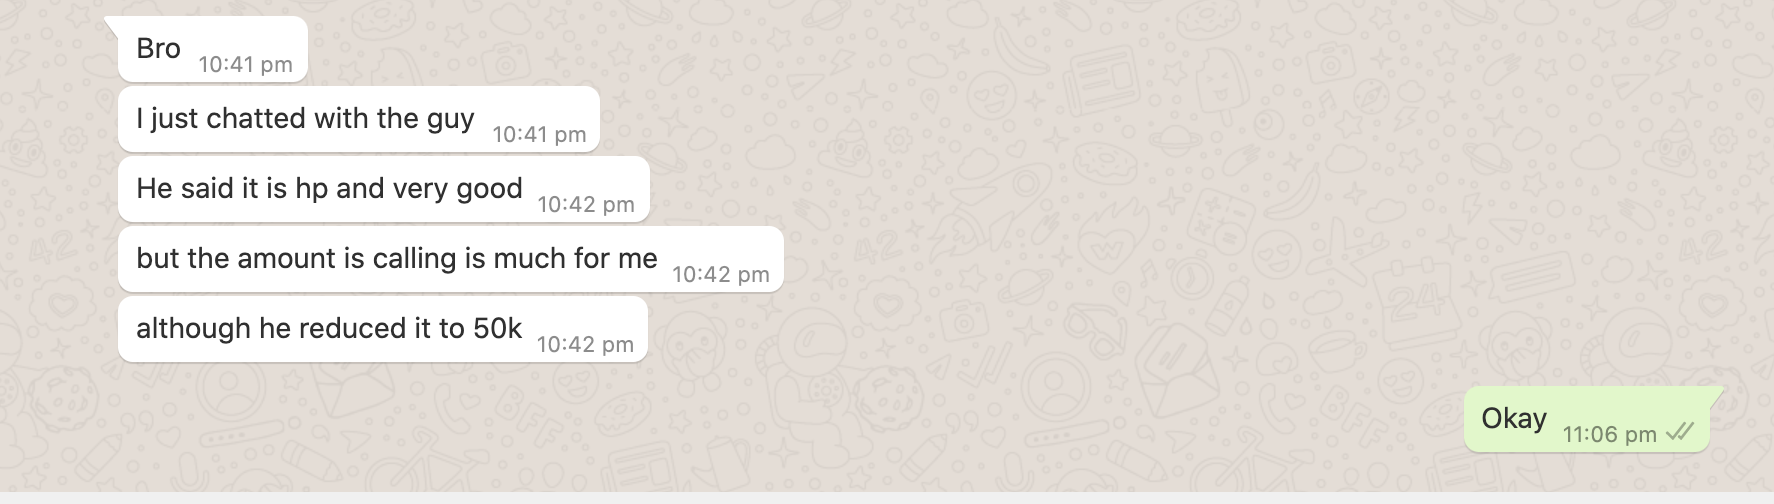 Bro 10:41 pm
I just chatted with the guy 10:41 pm
He said it is hp and very good 10:42 pm
but the amount is calling is much for me 10:42 pm
although he reduced it to 50k 10:42 pm
Okay 11:06 pm